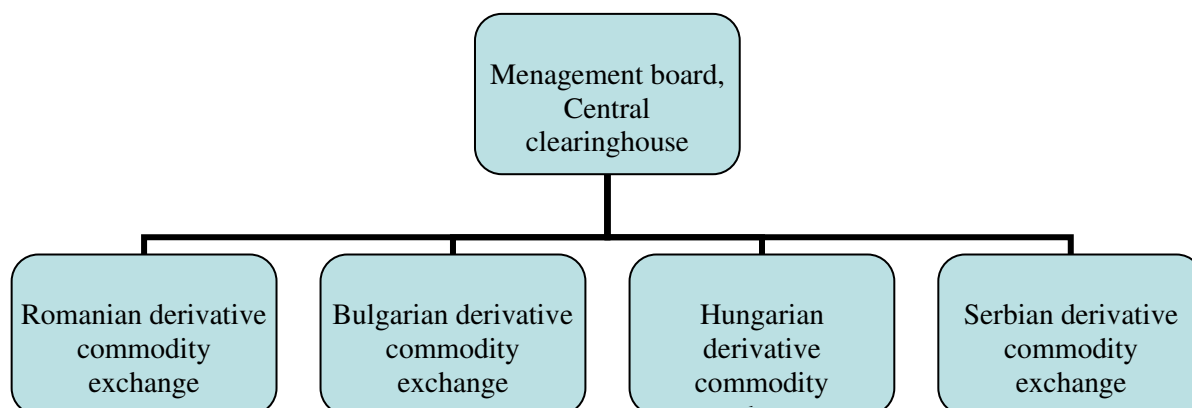 Menagement board,
Central
clearinghouse
Romanian derivative
commodity
exchange
Bulgarian derivative
commodity
exchange
Hungarian
derivative
commodity
Serbian derivative
commodity
exchange